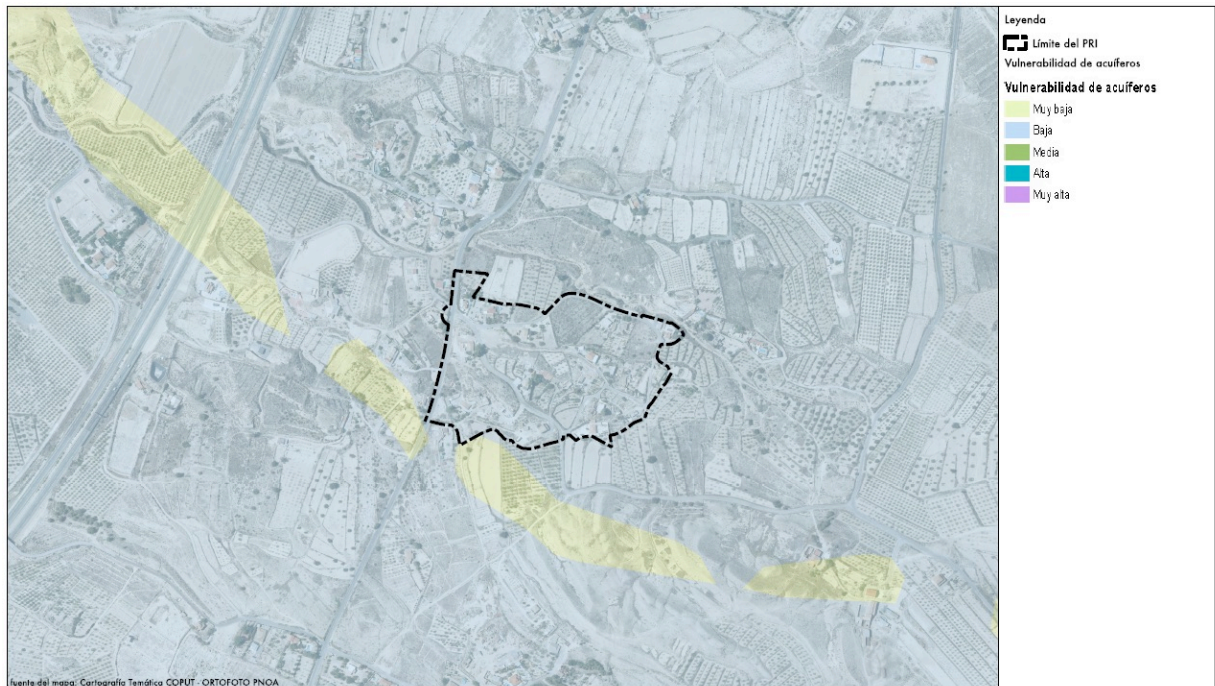 Leyenda
Límite del PRI
Vulnerabilidad de acuíferos
Vulnerabilidad de acuíferos
Muy baja
Baja
Media
Alta
Muy alta
fuente del mapa: Cartografía Temática COPUT - ORTOFOTO PNOA